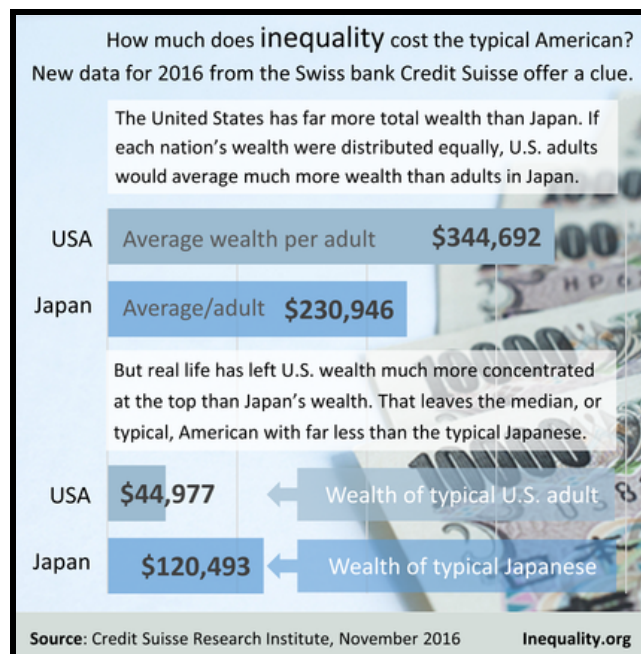 How much does inequality cost the typical American?
New data for 2016 from the Swiss bank Credit Suisse offer a clue.
The United States has far more total wealth than Japan. If
each nation's wealth were distributed equally, U.S. adults
would average much more wealth than adults in Japan.
USA Average wealth per adult $344,692
Japan Average/adult $230,946
But real life has left U.S. wealth much more concentrated
at the top than Japan's wealth. That leaves the median, or
typical, American with far less than the typical Japanese.
USA $44,977 Wealth of typical U.S. adult
Japan $120,493 Wealth of typical Japanese
Source: Credit Suisse Research Institute, November 2016 Inequality.org